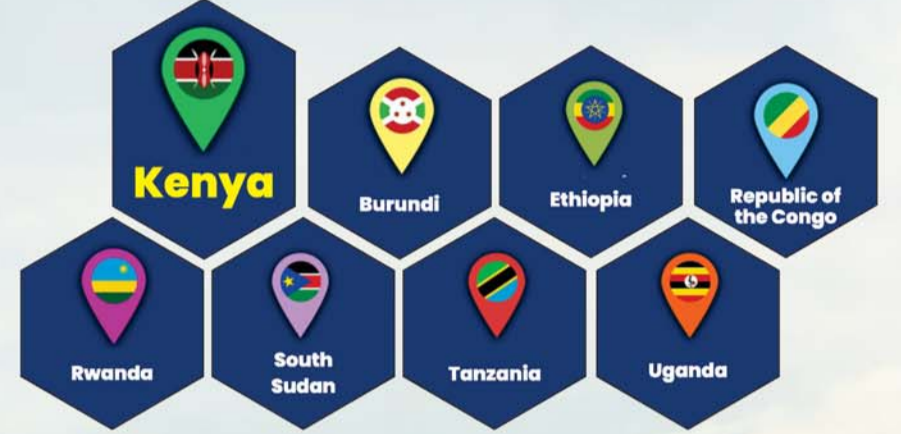 Kenya
Burundi
Ethiopia
Republic of
the Congo
Rwanda
South
Sudan
Tanzania
Uganda